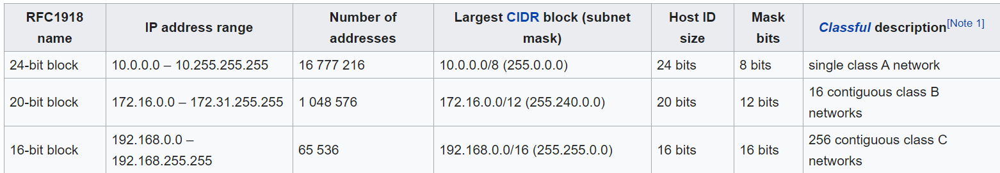 RFC1918 name IP address range Number of addresses Largest CIDR block (subnet mask) Host ID size Mask bits Classful description[Note 1]
24-bit block 10.0.0.0 – 10.255.255.255 16 777 216 10.0.0.0/8 (255.0.0.0) 24 bits 8 bits single class A network
20-bit block 172.16.0.0 – 172.31.255.255 1 048 576 172.16.0.0/12 (255.240.0.0) 20 bits 12 bits 16 contiguous class B networks
16-bit block 192.168.0.0 – 192.168.255.255 65 536 192.168.0.0/16 (255.255.0.0) 16 bits 16 bits 256 contiguous class C networks